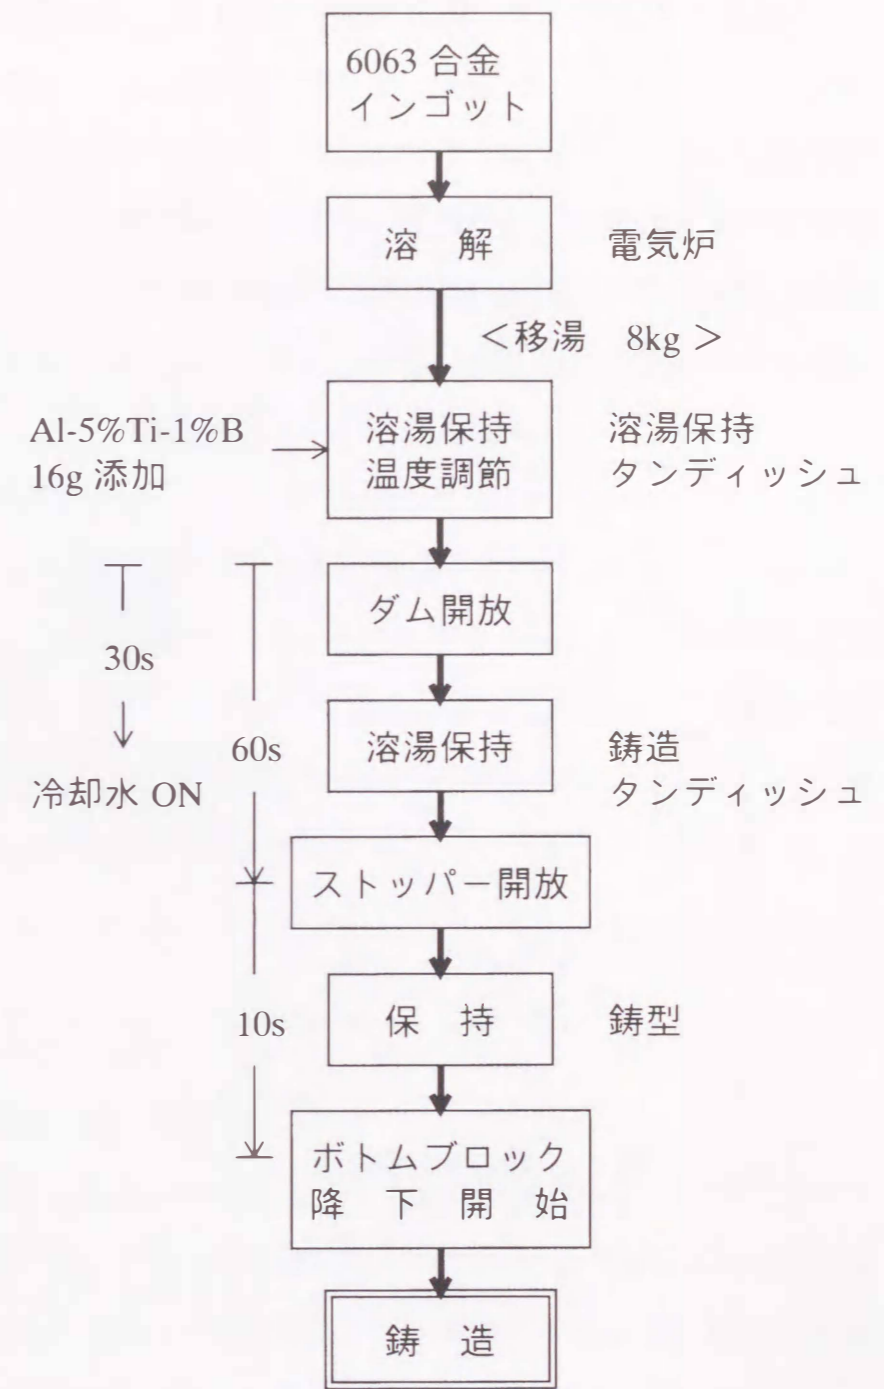 6063 合金
インゴット
溶 解
電気炉
<移湯 8kg >
Al-5%Ti-1%B
16g 添加
溶湯保持
温度調節
溶湯保持
タンディッシュ
ダム開放
30s
60s
冷却水 ON
溶湯保持
鋳造
タンディッシュ
ストッパー開放
10s
保 持
鋳型
ボトムブロック
降 下 開 始
鋳 造